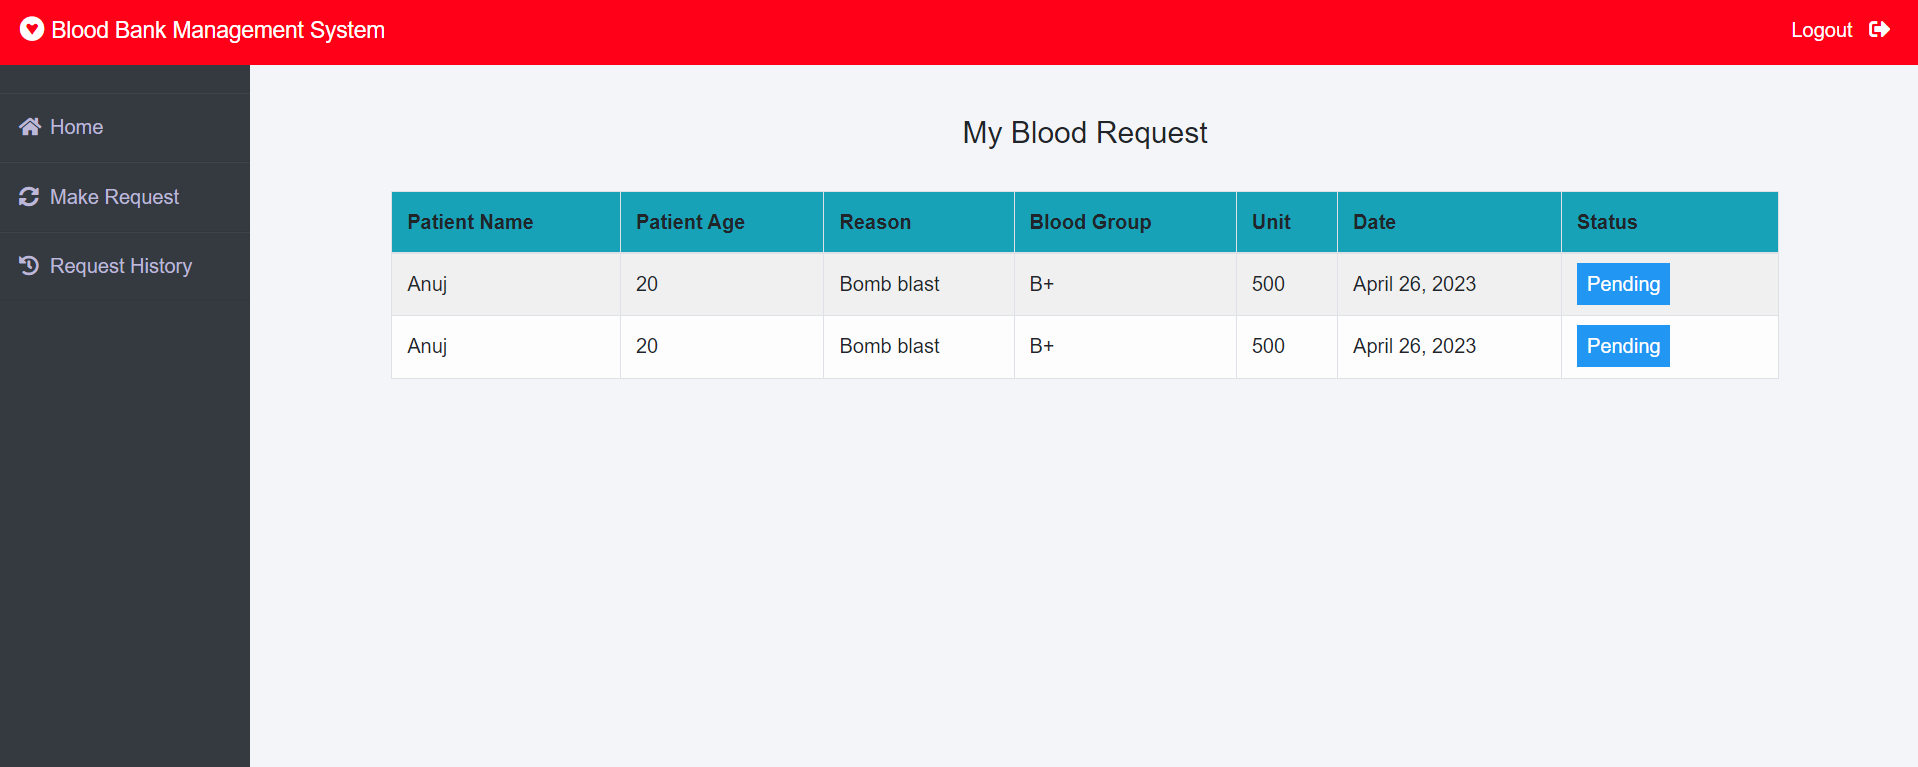 Blood Bank Management System
Logout
Home
Make Request
Request History
My Blood Request
Patient Name Patient Age Reason Blood Group Unit Date Status
Anuj 20 Bomb blast B+ 500 April 26, 2023 Pending
Anuj 20 Bomb blast B+ 500 April 26, 2023 Pending